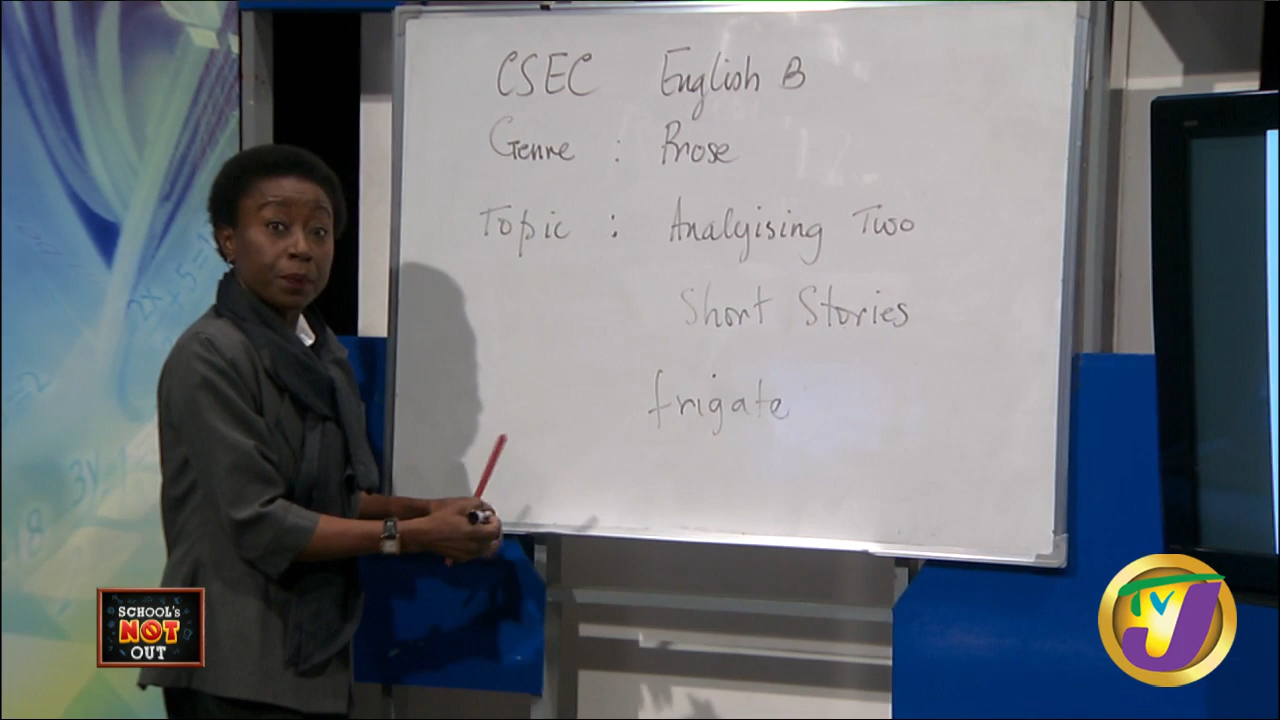 CSEC English B
Genre : Prose
Topic : Analyising Two
Short Stories
frigate
SCHOOL'S
NOT
OUT
TVJ